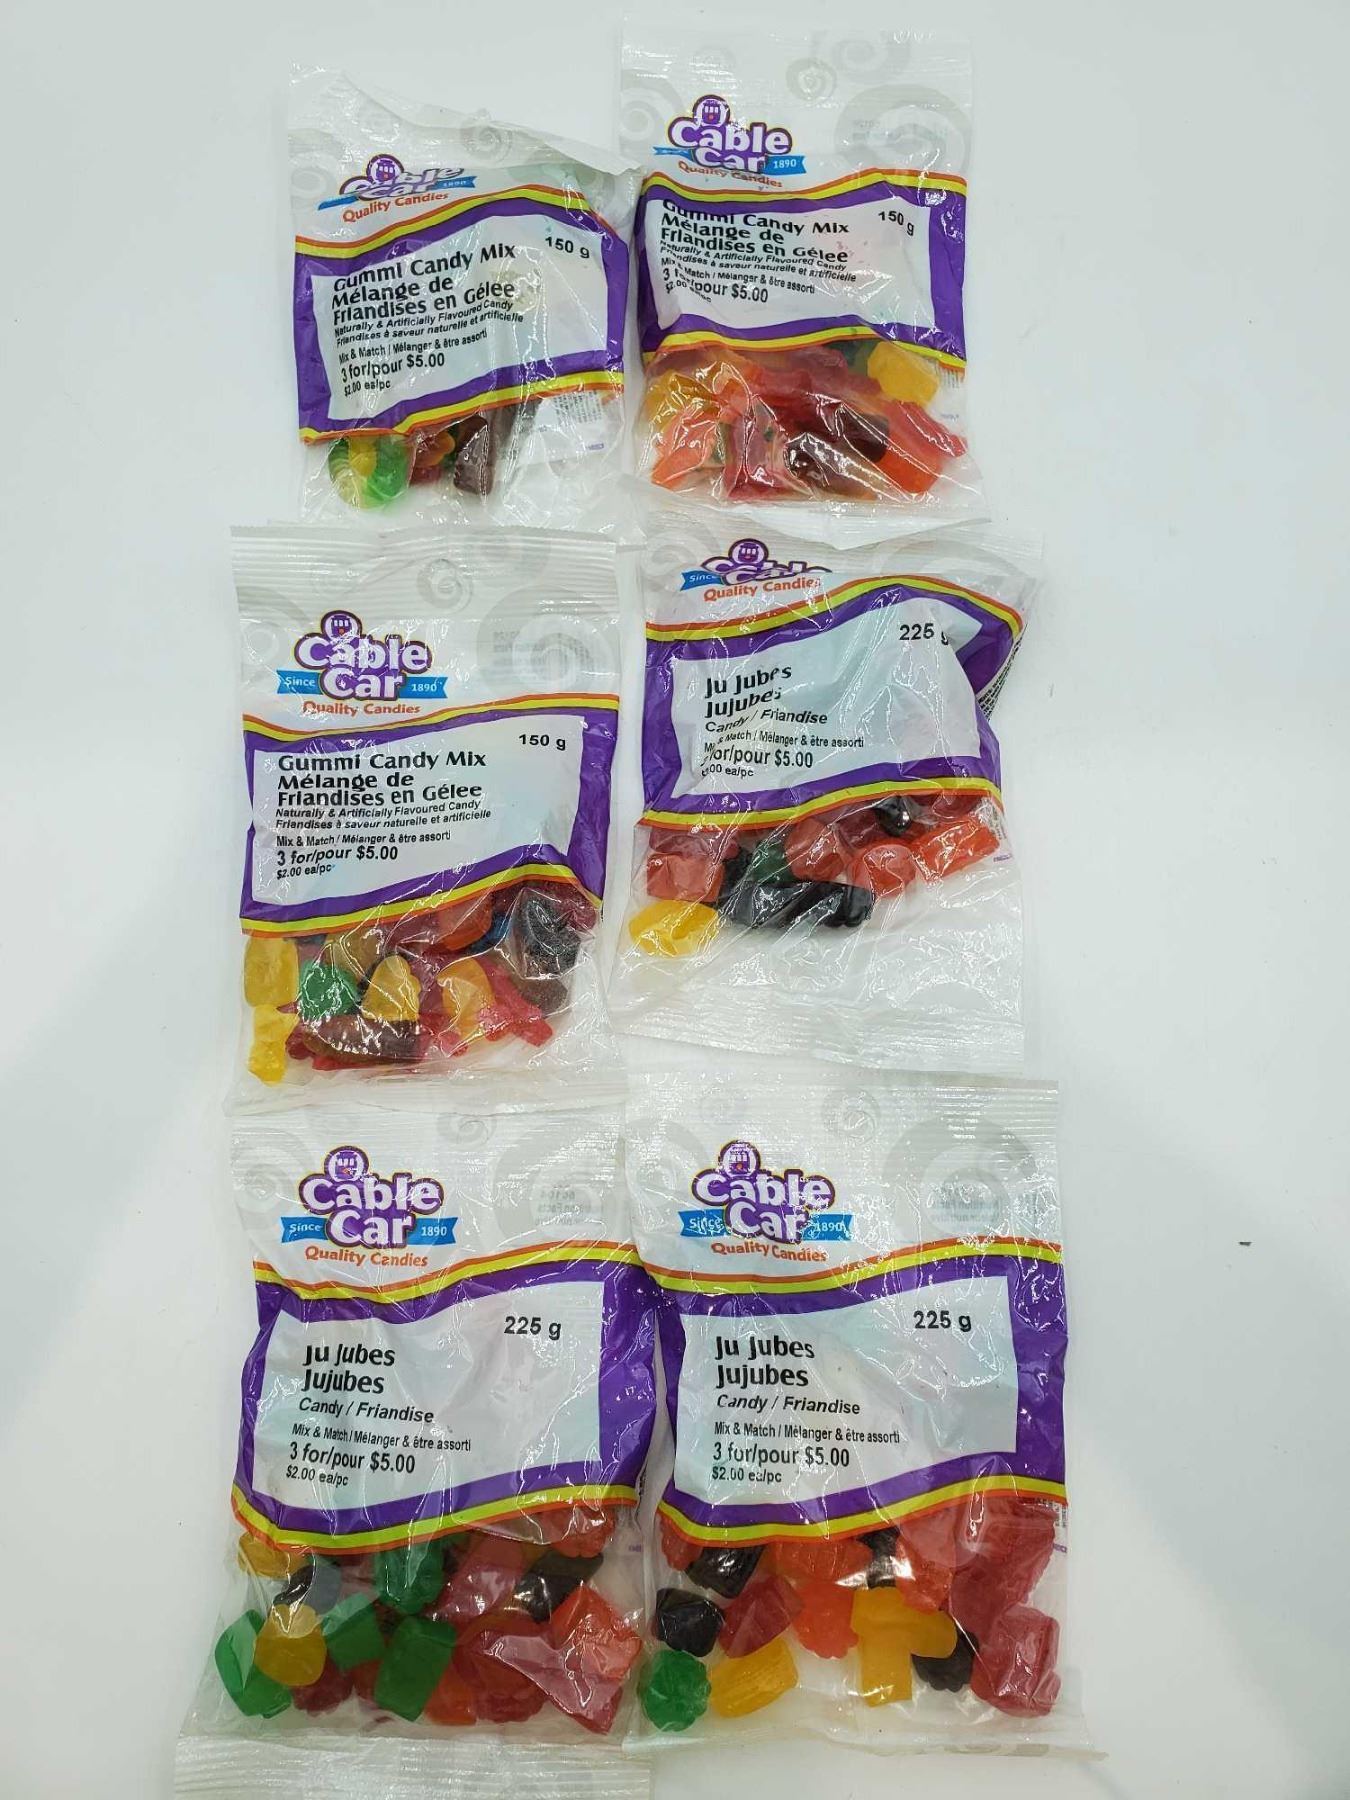 Cable
Car 1890
Quality Candies
150 g
Gummi Candy Mix
Mélange de
Friandises en Gélee
Naturally & Artificially Flavoured Candy
Friandises à saveur naturelle et artificielle
Mix & Match / Mélanger & être assorti
3 for/pour $5.00
$2.00 ea/pc
Cable
Car 1890
Quality Candies
150 g
Gummi Candy Mix
Mélange de
Friandises en Gélee
Naturally & Artificially Flavoured Candy
Friandises à saveur naturelle et artificielle
Mix Match / Mélanger & être assorti
3 /pour $5.00
$2.00
Cable
Since Car 1890
Quality Candies
150 g
Gummi Candy Mix
Mélange de
Friandises en Gélee
Naturally & Artificially Flavoured Candy
Friandises à saveur naturelle et artificielle
Mix & Match / Mélanger & être assorti
3 for/pour $5.00
$2.00 ea/pc
Since Cable
Quality Candies
225 g
Ju Jubes
Jujubes
Candy / Friandise
Match / Mélanger & être assorti
for/pour $5.00
ea/pc
Cable
Since Car 1890
Quality Candies
225 g
Ju Jubes
Jujubes
Candy / Friandise
Mix & Match / Mélanger & être assorti
3 for/pour $5.00
$2.00 ea/pc
Cable
Since Car 1890
Quality Candies
225 g
Ju Jubes
Jujubes
Candy / Friandise
Mix & Match / Mélanger & être assorti
3 for/pour $5.00
$2.00 ea/pc